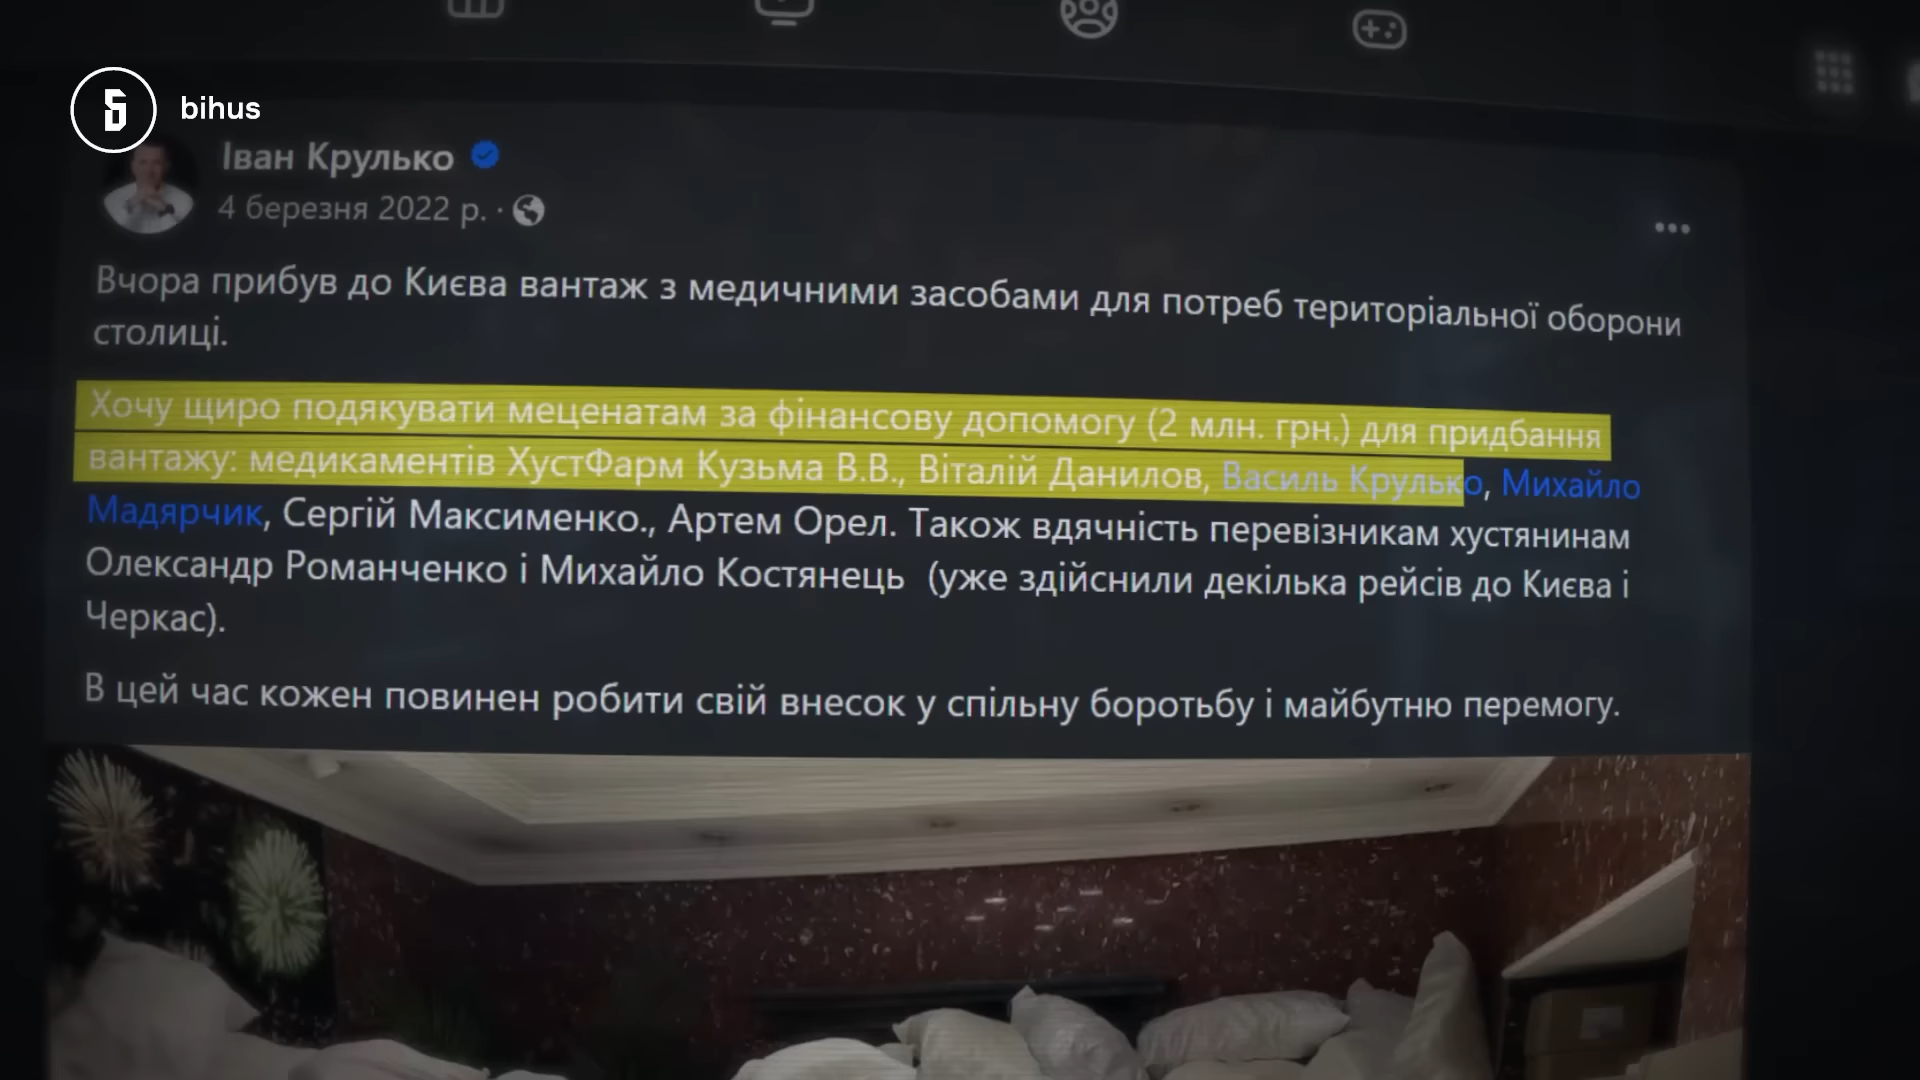 bihus
Іван Крулько
4 березня 2022 р. ·
Вчора прибув до Києва вантаж з медичними засобами для потреб територіальної оборони
столиці.
Хочу щиро подякувати меценатам за фінансову допомогу (2 млн. грн.) для придбання
вантажу: медикаментів ХустФарм Кузьма В.В., Віталій Данилов, Василь Крулько, Михайло
Мадярчик, Сергій Максименко., Артем Орел. Також вдячність перевізникам хустянинам
Олександр Романченко і Михайло Костянець (уже здійснили декілька рейсів до Києва і
Черкас).
В цей час кожен повинен робити свій внесок у спільну боротьбу і майбутню перемогу.